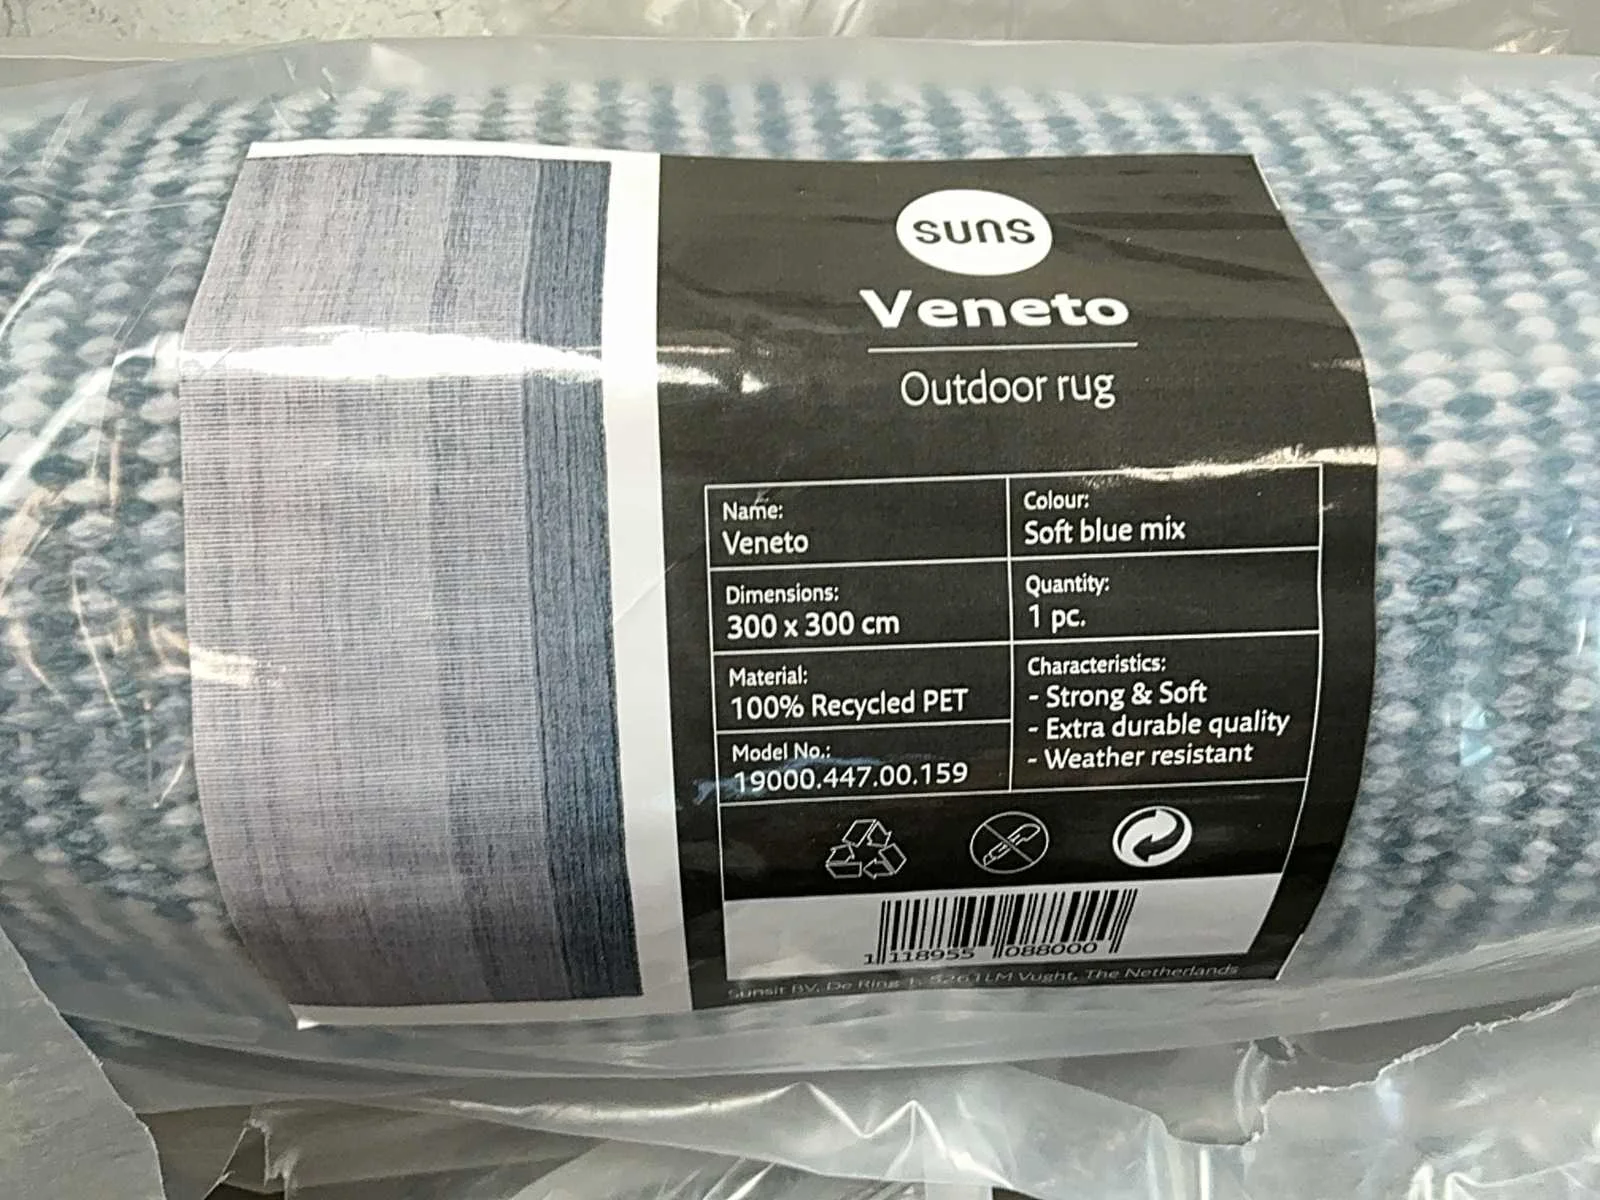 suns
Veneto
Outdoor rug
Name:
Veneto
Colour:
Soft blue mix
Dimensions:
300 x 300 cm
Quantity:
1 pc.
Material:
100% Recycled PET
Characteristics:
- Strong & Soft
- Extra durable quality
- Weather resistant
Model No.:
19000.447.00.159
1 118955 088000
Sunsit BV. De Ring 1, 5261LM Vught, The Netherlands